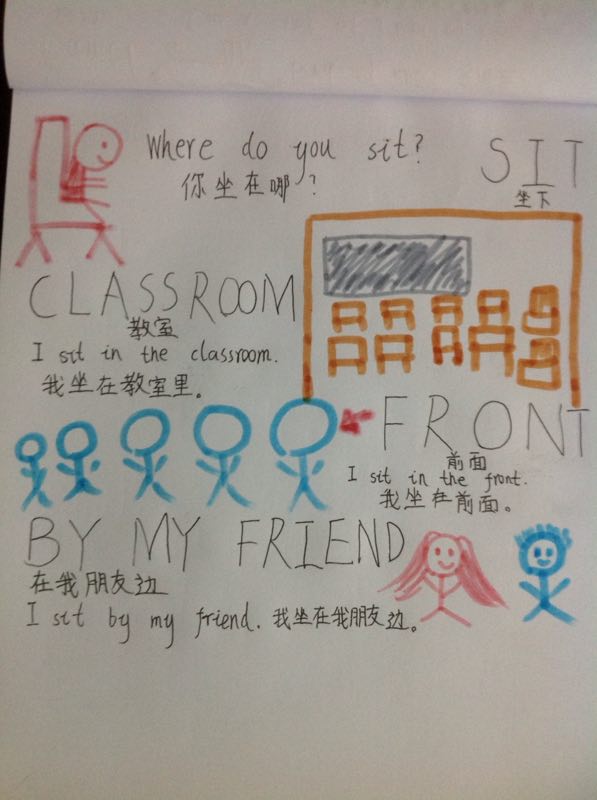 Where do you sit?
你坐在哪？
SIT
坐下
CLASSROOM
教室
I sit in the classroom.
我坐在教室里。
FRONT
前面
I sit in the front.
我坐在前面。
BY MY FRIEND
在我朋友边
I sit by my friend. 我坐在我朋友边。